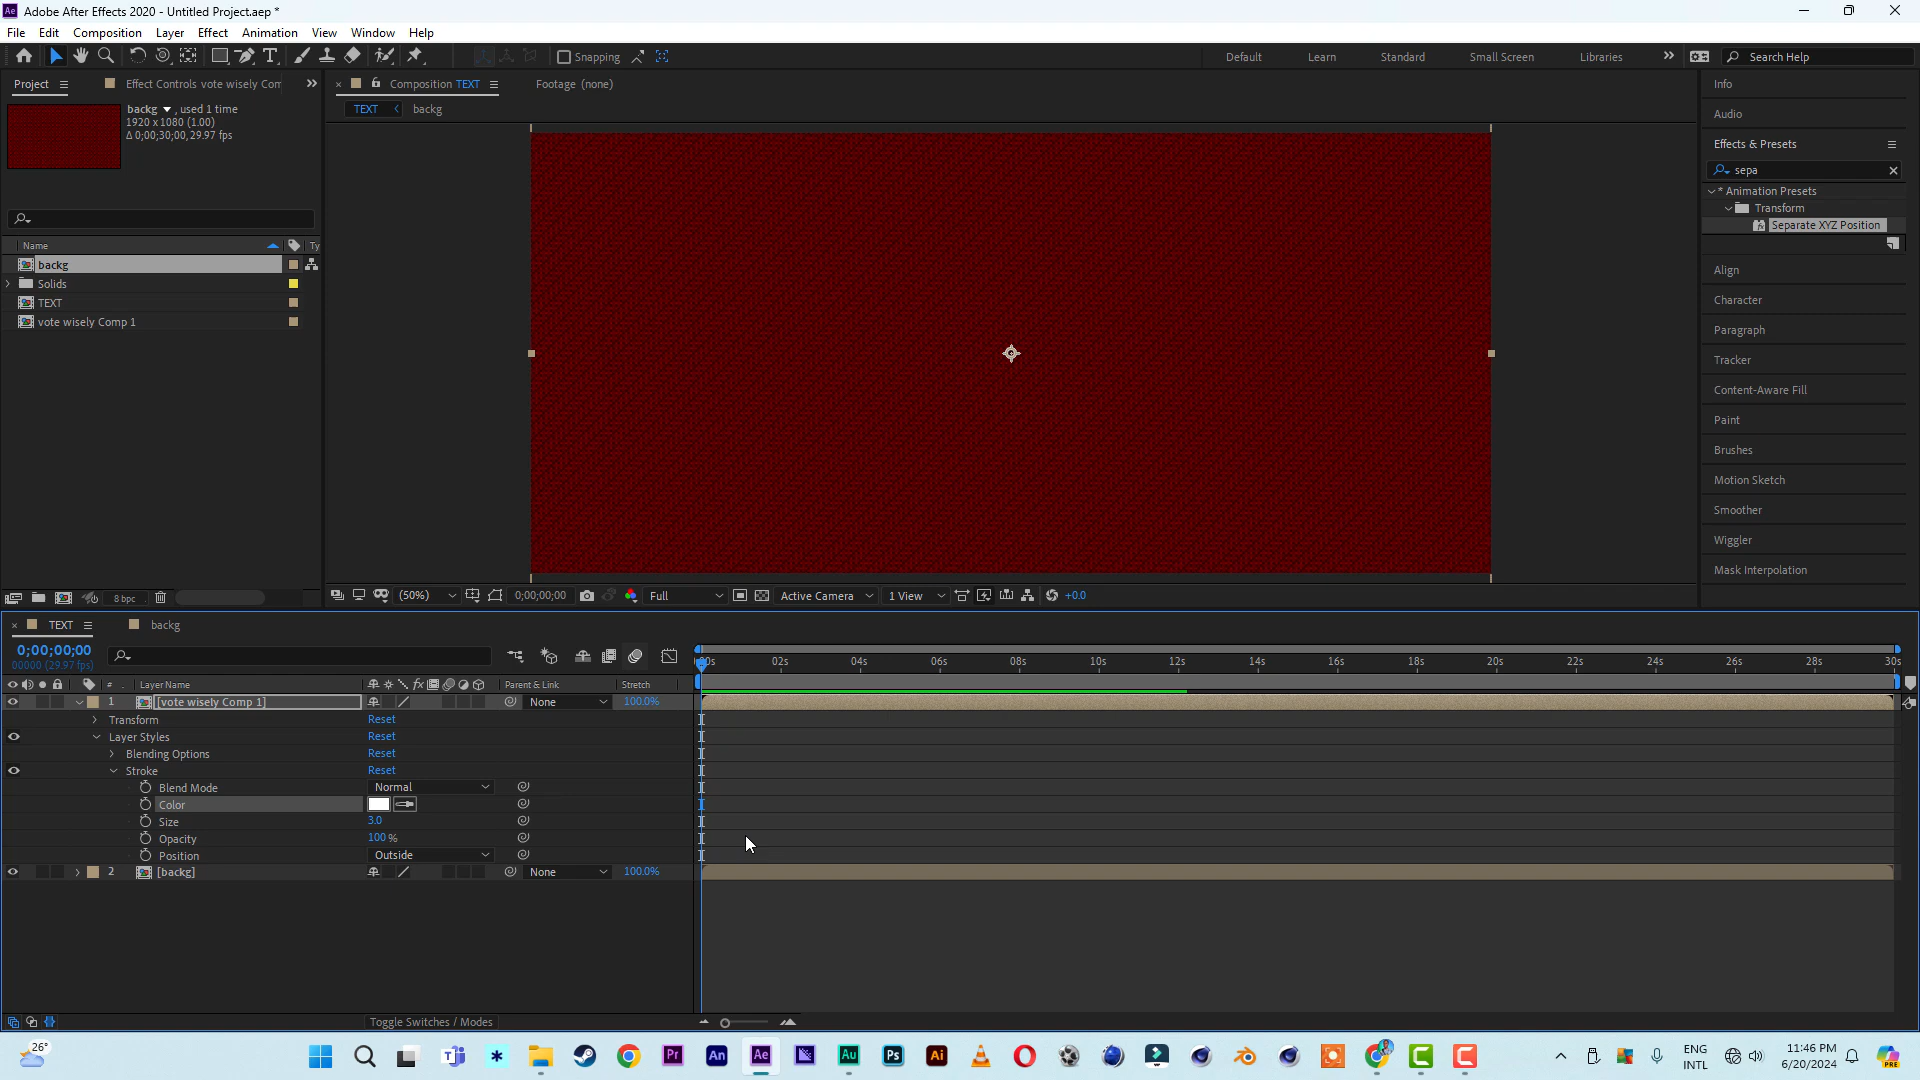 Adobe After Effects 2020 - Untitled Project.aep *
File Edit Composition Layer Effect Animation View Window Help
Snapping
Default Learn Standard Small Screen Libraries Search Help
Project Effect Controls vote wisely Com
Composition TEXT Footage (none)
backg , used 1 time
1920 x 1080 (1.00)
Δ 0;00;30;00, 29.97 fps
TEXT backg
Name Ty
backg
Solids
TEXT
vote wisely Comp 1
8 bpc
(50%) 0;00;00;00 Full Active Camera 1 View +0.0
Info
Audio
Effects & Presets
sepa
* Animation Presets
Transform
Separate XYZ Position
Align
Character
Paragraph
Tracker
Content-Aware Fill
Paint
Brushes
Motion Sketch
Smoother
Wiggler
Mask Interpolation
TEXT backg
0;00;00;00
00000 (29.97 fps)
00s 02s 04s 06s 08s 10s 12s 14s 16s 18s 20s 22s 24s 26s 28s 30s
# Layer Name Parent & Link Stretch
1 [vote wisely Comp 1] None 100.0%
Transform Reset
Layer Styles Reset
Blending Options Reset
Stroke Reset
Blend Mode Normal
Color
Size 3.0
Opacity 100 %
Position Outside
2 [backg] None 100.0%
Toggle Switches / Modes
26°
ENG
INTL
11:46 PM
6/20/2024